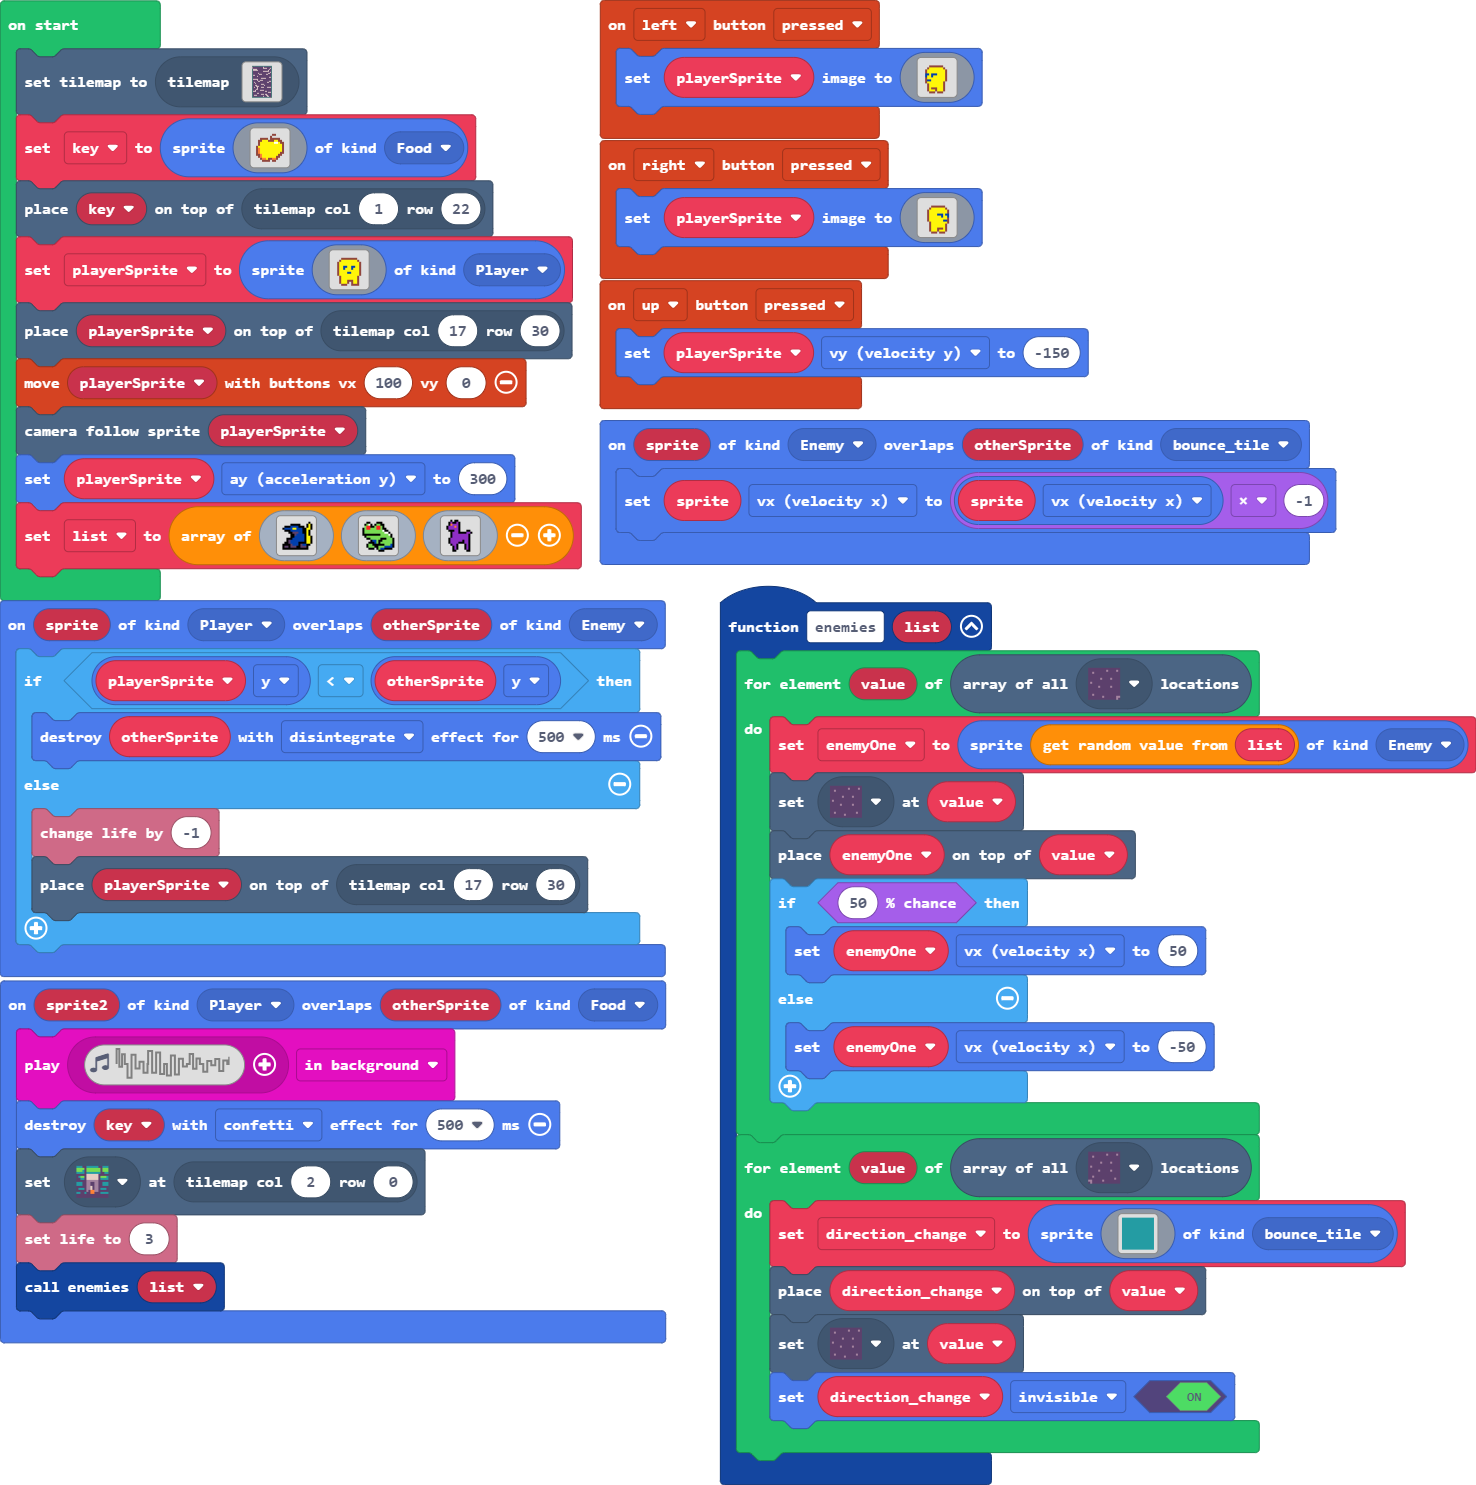 on start
set tilemap to tilemap
set key to sprite of kind Food
place key on top of tilemap col 1 row 22
set playerSprite to sprite of kind Player
place playerSprite on top of tilemap col 17 row 30
move playerSprite with buttons vx 100 vy 0
camera follow sprite playerSprite
set playerSprite ay (acceleration y) to 300
set list to array of
on left button pressed
set playerSprite image to
on right button pressed
set playerSprite image to
on up button pressed
set playerSprite vy (velocity y) to -150
on sprite of kind Enemy overlaps otherSprite of kind bounce_tile
set sprite vx (velocity x) to sprite vx (velocity x) × -1
on sprite of kind Player overlaps otherSprite of kind Enemy
if playerSprite y < otherSprite y then
destroy otherSprite with disintegrate effect for 500 ms
else
change life by -1
place playerSprite on top of tilemap col 17 row 30
on sprite2 of kind Player overlaps otherSprite of kind Food
play in background
destroy key with confetti effect for 500 ms
set at tilemap col 2 row 0
set life to 3
call enemies list
function enemies list
for element value of array of all locations
do
set enemyOne to sprite get random value from list of kind Enemy
set at value
place enemyOne on top of value
if 50 % chance then
set enemyOne vx (velocity x) to 50
else
set enemyOne vx (velocity x) to -50
for element value of array of all locations
do
set direction_change to sprite of kind bounce_tile
place direction_change on top of value
set at value
set direction_change invisible ON